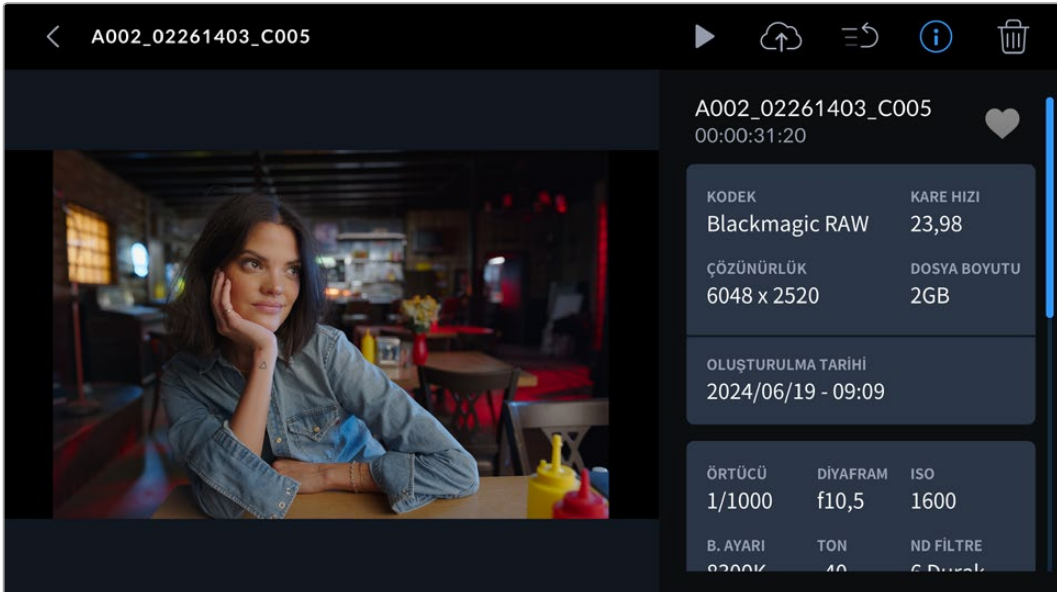 A002_02261403_C005
A002_02261403_C005
00:00:31:20
KODEK KARE HIZI
Blackmagic RAW 23,98
ÇÖZÜNÜRLÜK DOSYA BOYUTU
6048 x 2520 2GB
OLUŞTURULMA TARİHİ
2024/06/19 - 09:09
ÖRTÜCÜ DİYAFRAM ISO
1/1000 f10,5 1600
B. AYARI TON ND FİLTRE